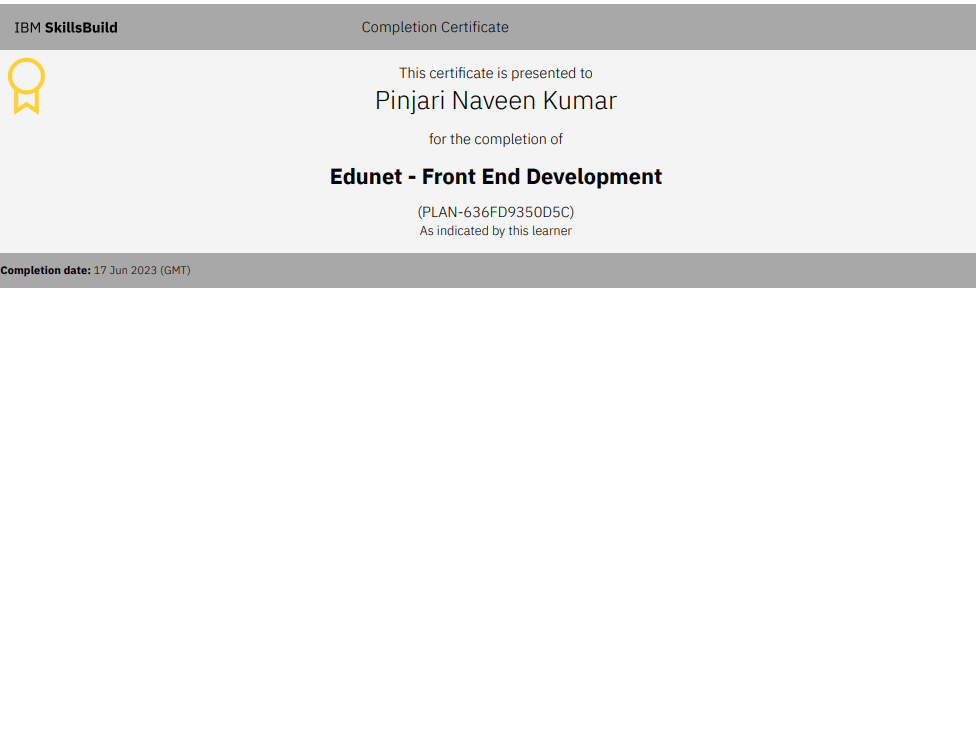 IBM SkillsBuild
Completion Certificate
This certificate is presented to
Pinjari Naveen Kumar
for the completion of
Edunet - Front End Development
(PLAN-636FD9350D5C)
As indicated by this learner
Completion date: 17 Jun 2023 (GMT)